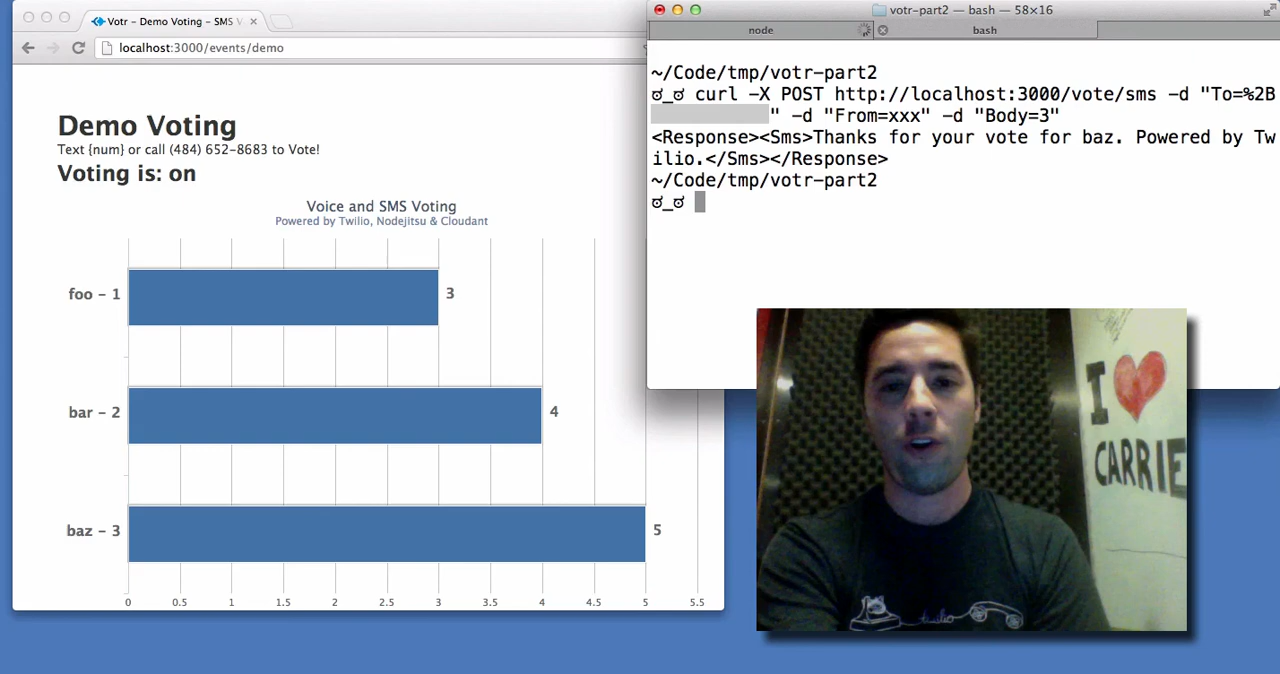 Votr - Demo Voting - SMS V
localhost:3000/events/demo
Demo Voting
Text {num} or call (484) 652-8683 to Vote!
Voting is: on
Voice and SMS Voting
Powered by Twilio, Nodejitsu & Cloudant
foo - 1
3
bar - 2
4
baz - 3
5
0 0.5 1 1.5 2 2.5 3 3.5 4 4.5 5 5.5
votr-part2 — bash — 58×16
node
bash
~/Code/tmp/votr-part2
ಠ_ಠ curl -X POST http://localhost:3000/vote/sms -d "To=%2B
" -d "From=xxx" -d "Body=3"
<Response><Sms>Thanks for your vote for baz. Powered by Tw
ilio.</Sms></Response>
~/Code/tmp/votr-part2
ಠ_ಠ
I
CARRIE
twilio